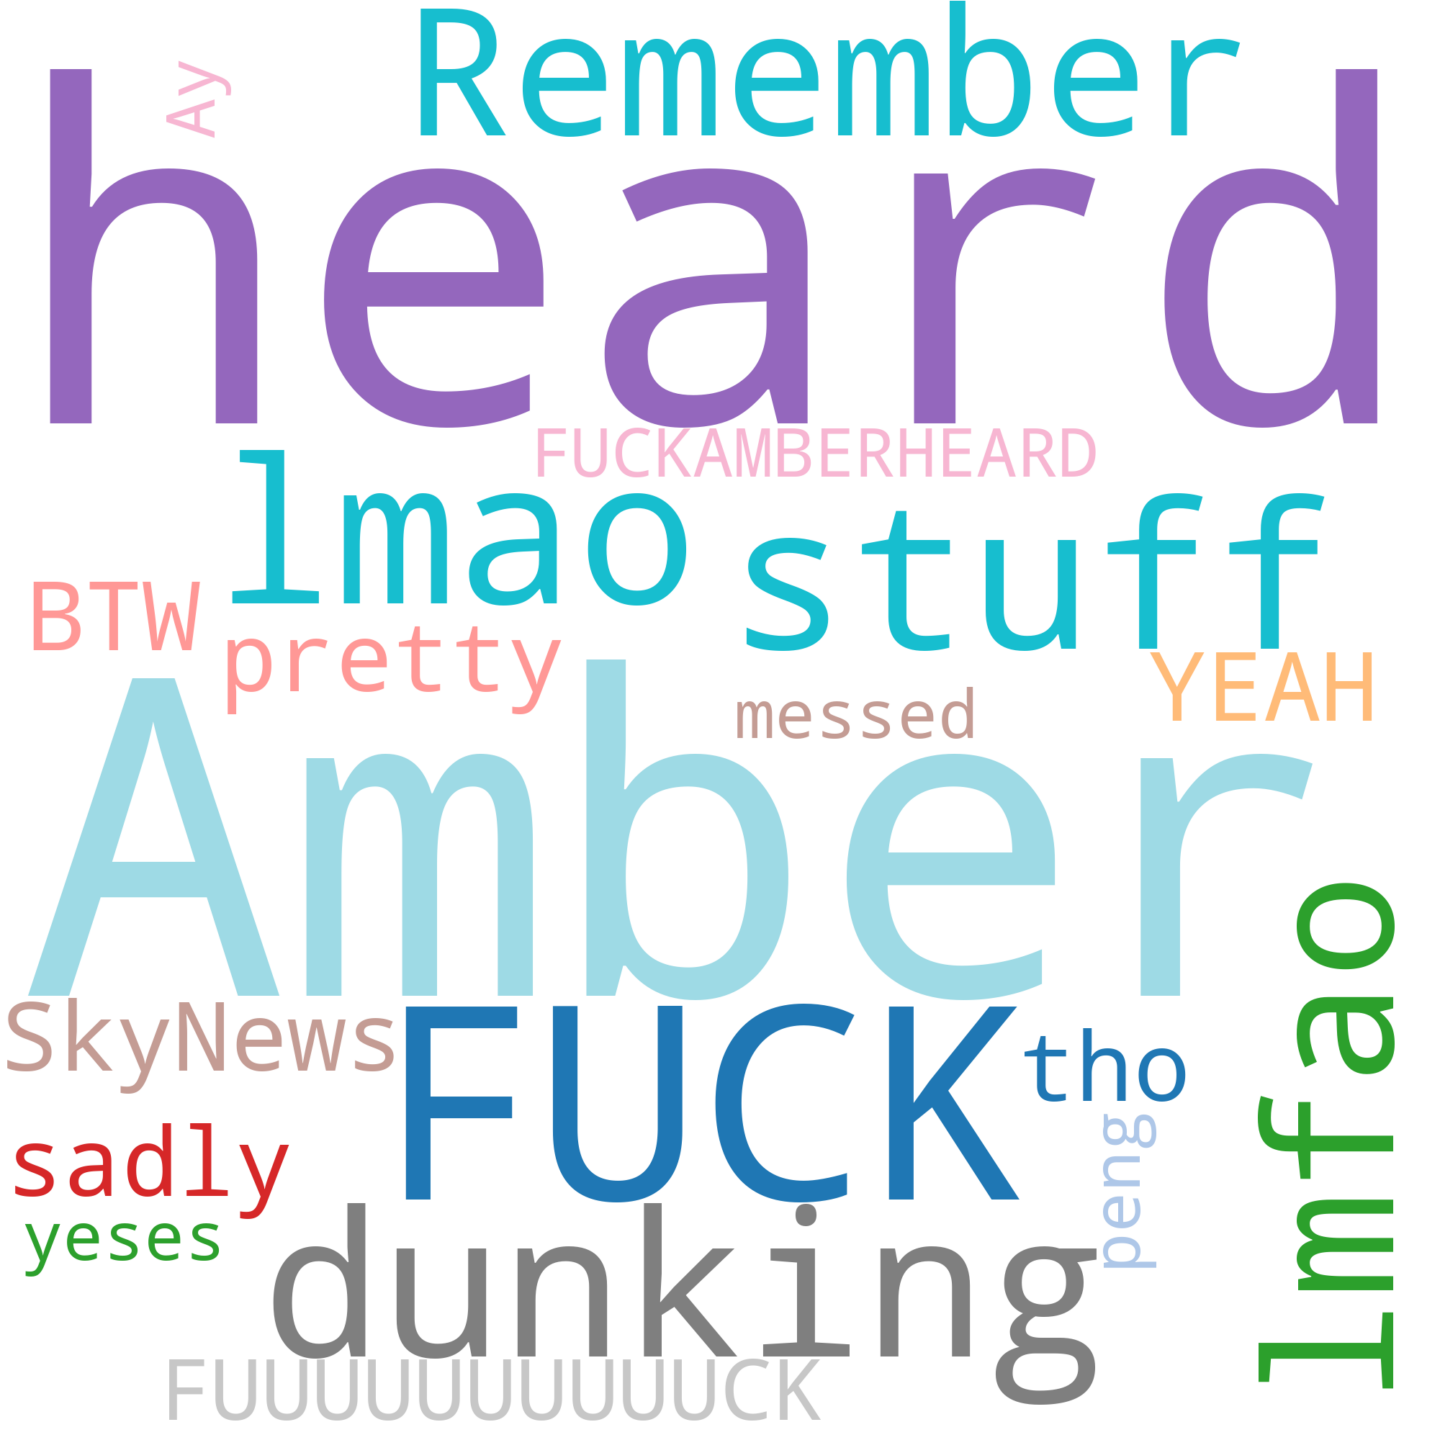 Remember
Ay
heard
FUCKAMBERHEARD
lmao
stuff
BTW
pretty
YEAH
messed
Amber
lmfao
SkyNews
FUCK
tho
peng
sadly
yeses
dunking
FUUUUUUUUUUCK